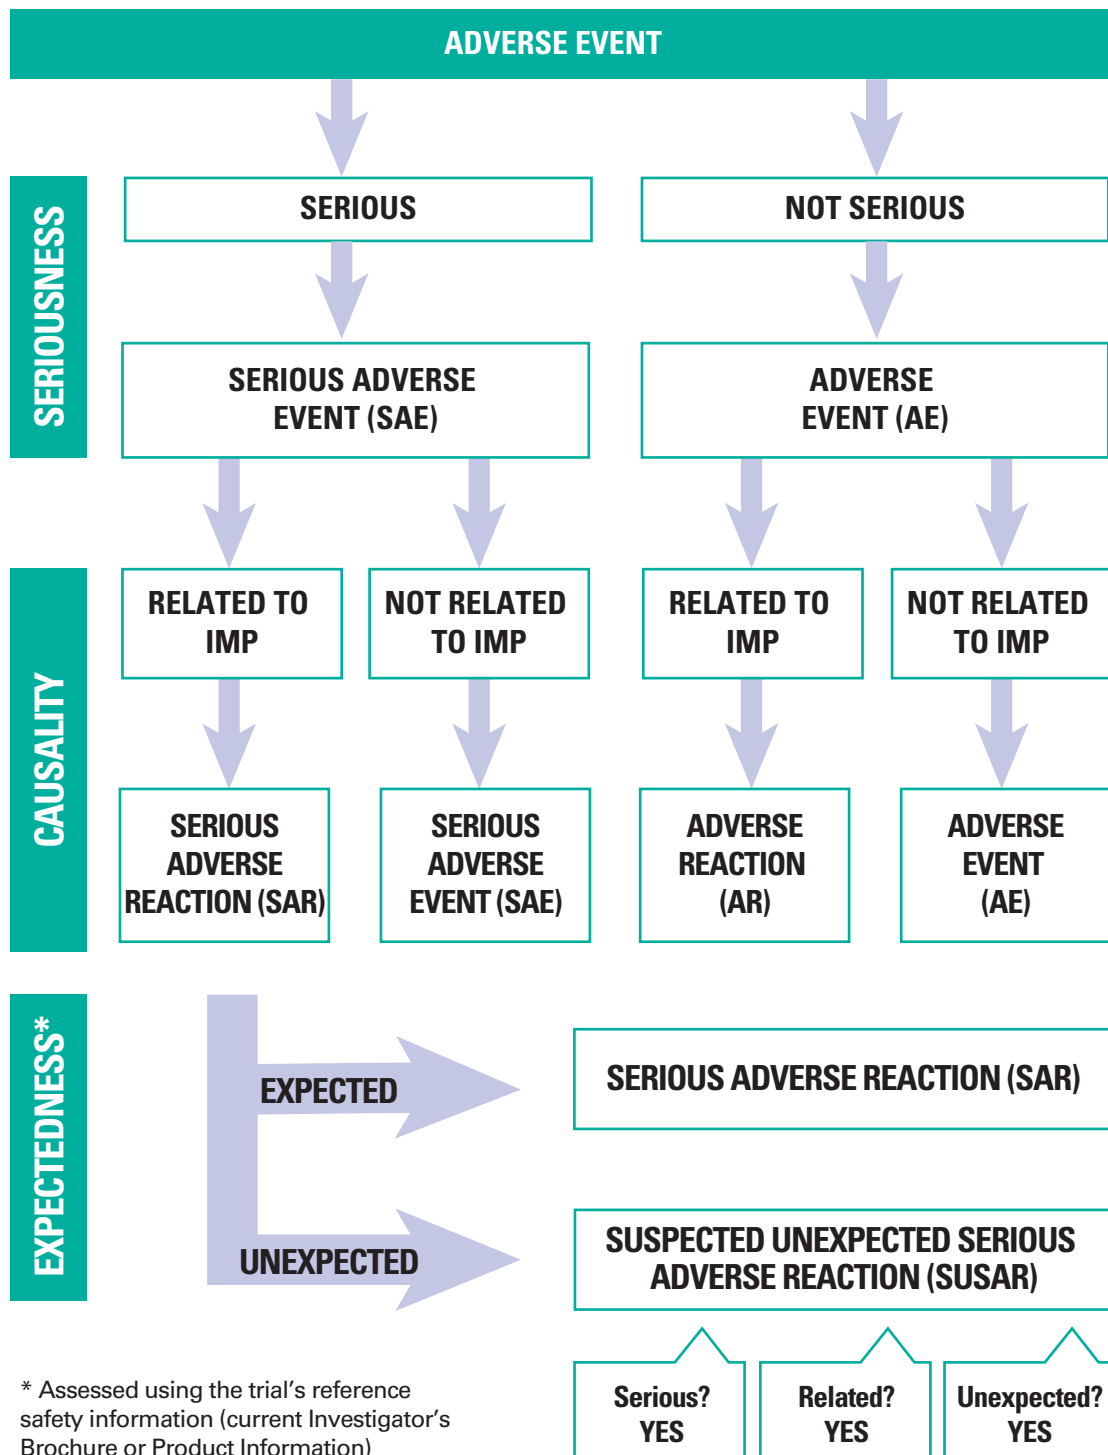 ADVERSE EVENT
SERIOUSNESS
SERIOUS
NOT SERIOUS
SERIOUS ADVERSE
EVENT (SAE)
ADVERSE
EVENT (AE)
CAUSALITY
RELATED TO
IMP
NOT RELATED
TO IMP
RELATED TO
IMP
NOT RELATED
TO IMP
SERIOUS
ADVERSE
REACTION (SAR)
SERIOUS
ADVERSE
EVENT (SAE)
ADVERSE
REACTION
(AR)
ADVERSE
EVENT
(AE)
EXPECTEDNESS*
EXPECTED
SERIOUS ADVERSE REACTION (SAR)
UNEXPECTED
SUSPECTED UNEXPECTED SERIOUS
ADVERSE REACTION (SUSAR)
Serious?
YES
Related?
YES
Unexpected?
YES
* Assessed using the trial's reference
safety information (current Investigator's
Brochure or Product Information)